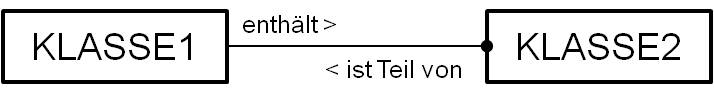 enthält >
KLASSE1
KLASSE2
< ist Teil von